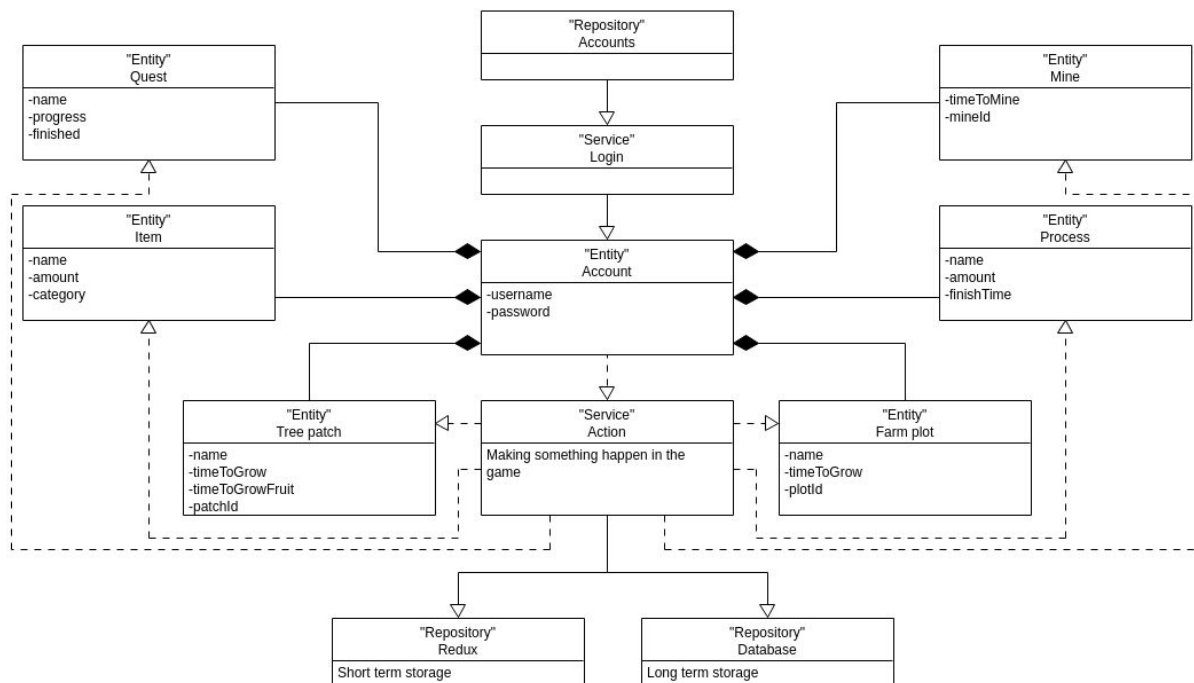 "Repository"
Accounts
"Entity"
Quest
-name
-progress
-finished
"Entity"
Mine
-timeToMine
-mineId
"Service"
Login
"Entity"
Item
-name
-amount
-category
"Entity"
Account
-username
-password
"Entity"
Process
-name
-amount
-finishTime
"Entity"
Tree patch
-name
-timeToGrow
-timeToGrowFruit
-patchId
"Service"
Action
Making something happen in the
game
"Entity"
Farm plot
-name
-timeToGrow
-plotId
"Repository"
Redux
Short term storage
"Repository"
Database
Long term storage